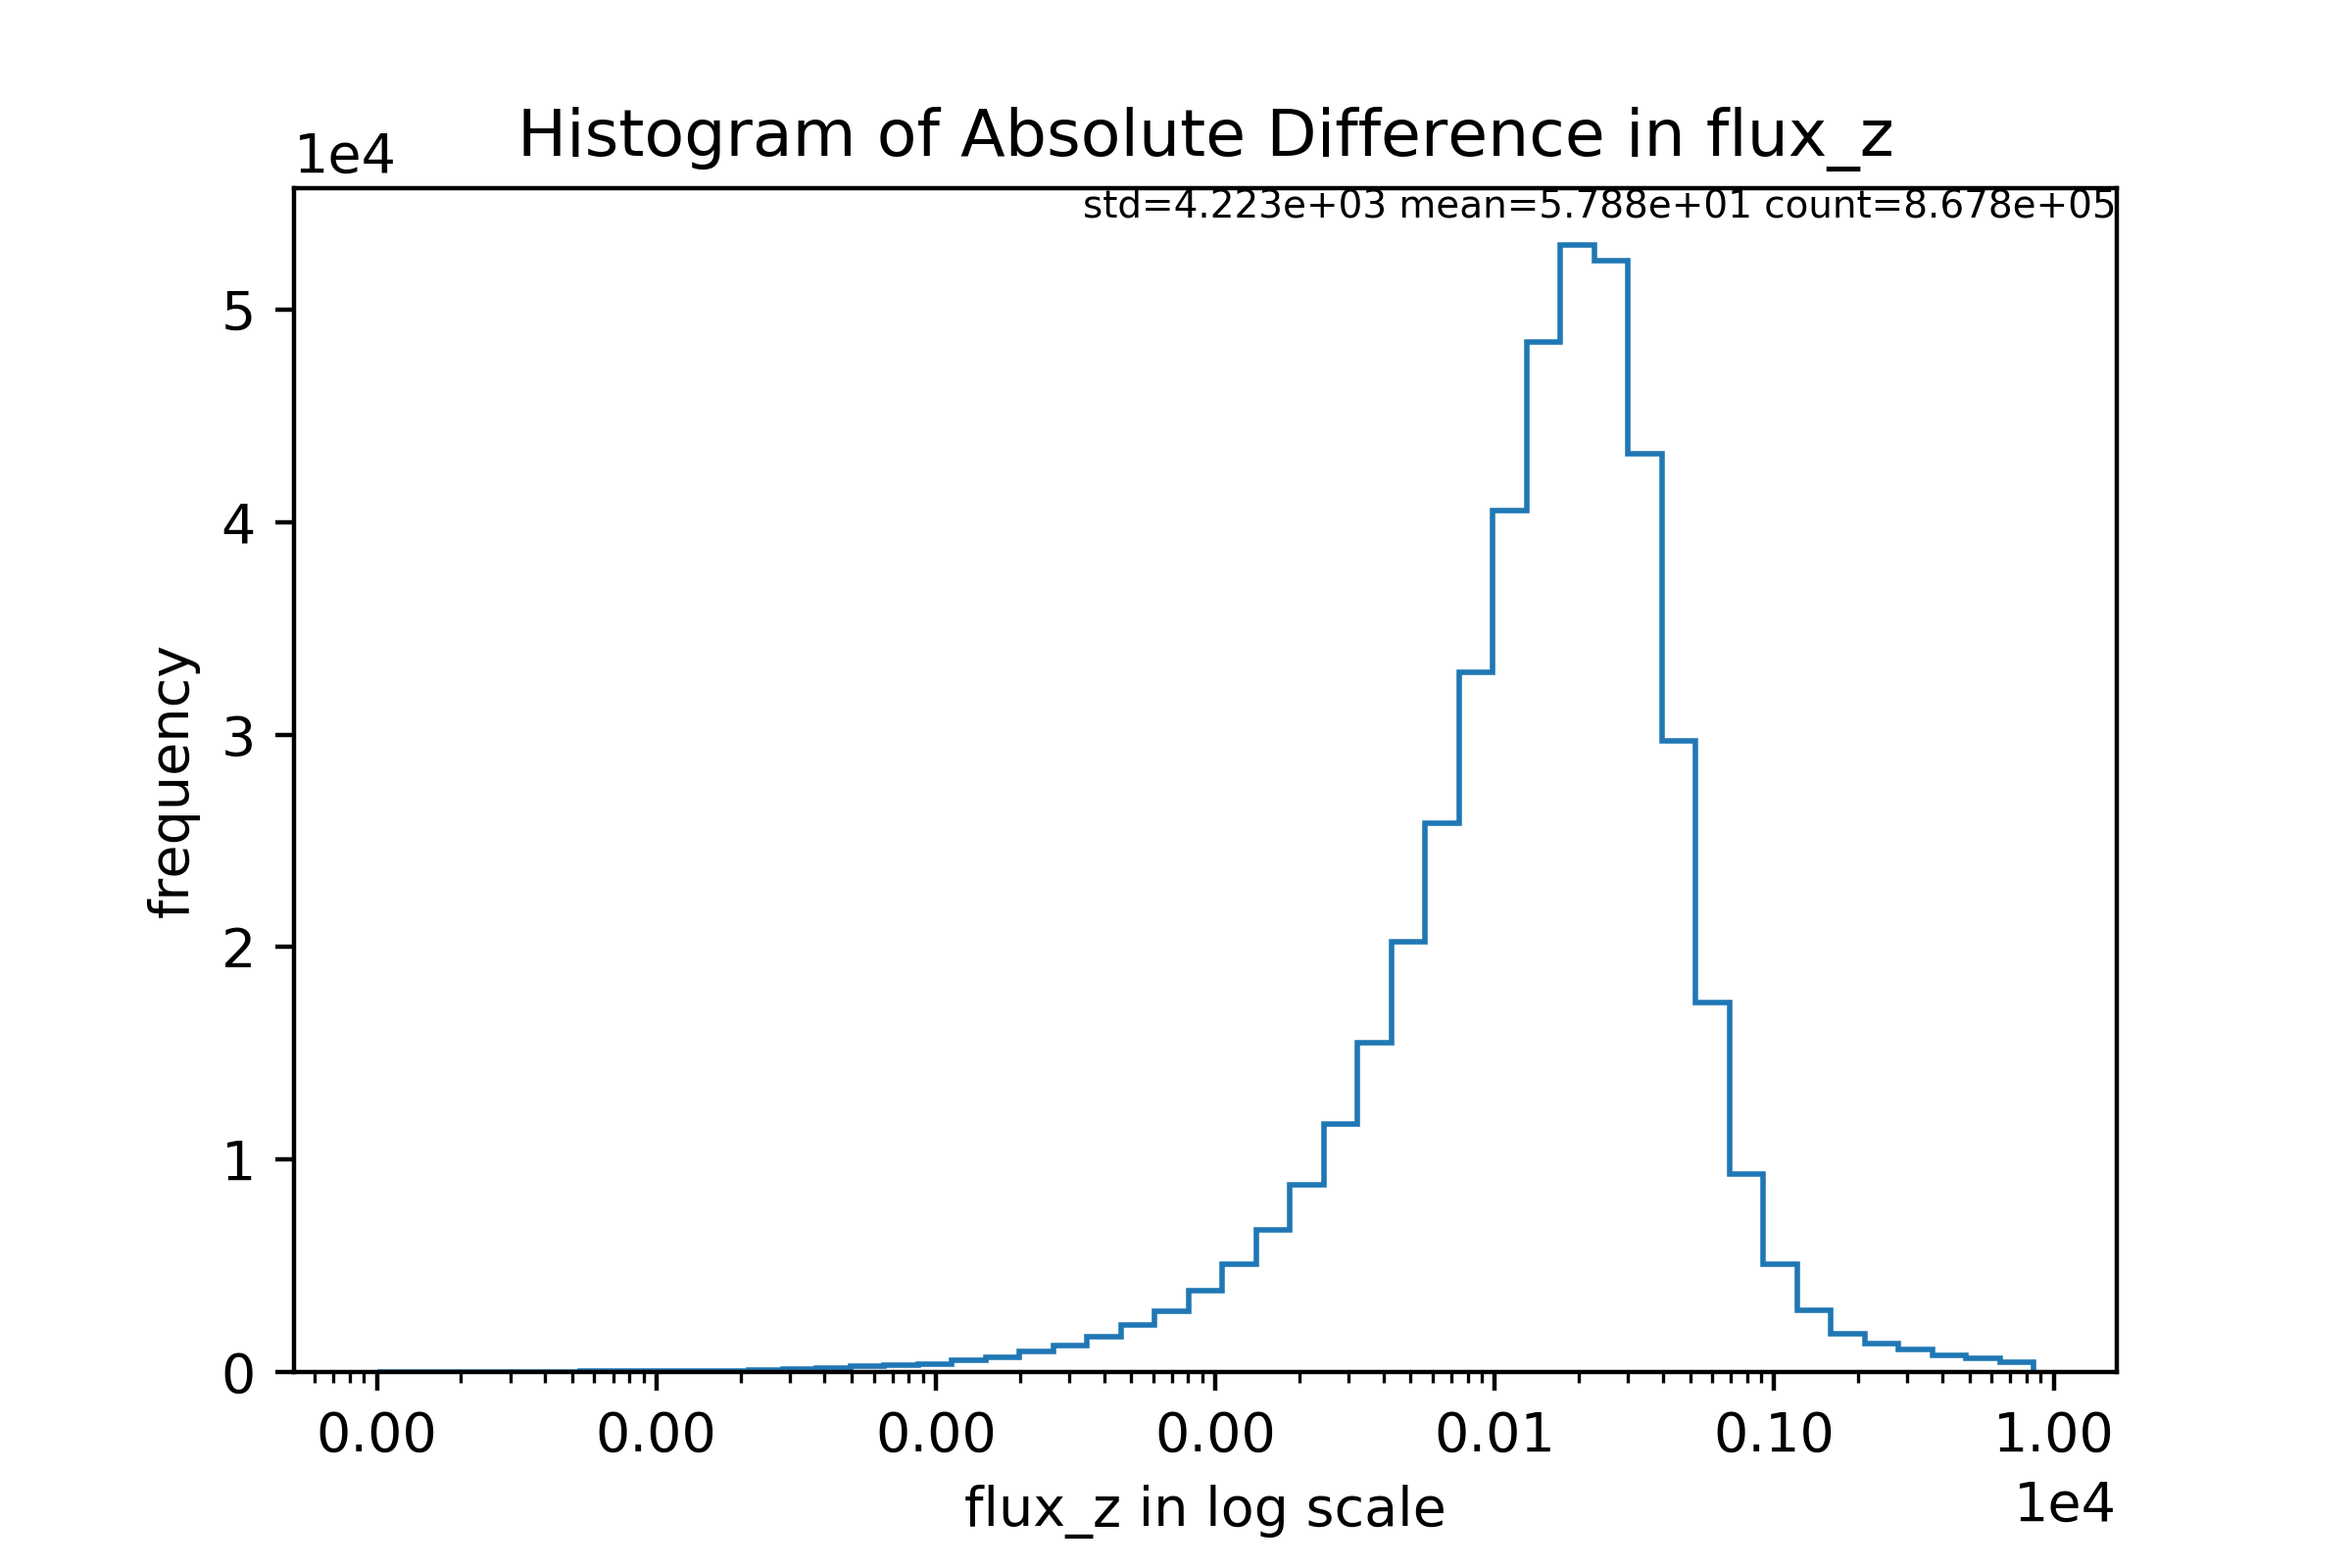 Histogram of Absolute Difference in flux_z
1e4
std=4.223e+03 mean=5.788e+01 count=8.678e+05
5
4
3
2
1
0
frequency
0.00 0.00 0.00 0.00 0.01 0.10 1.00
flux_z in log scale
1e4